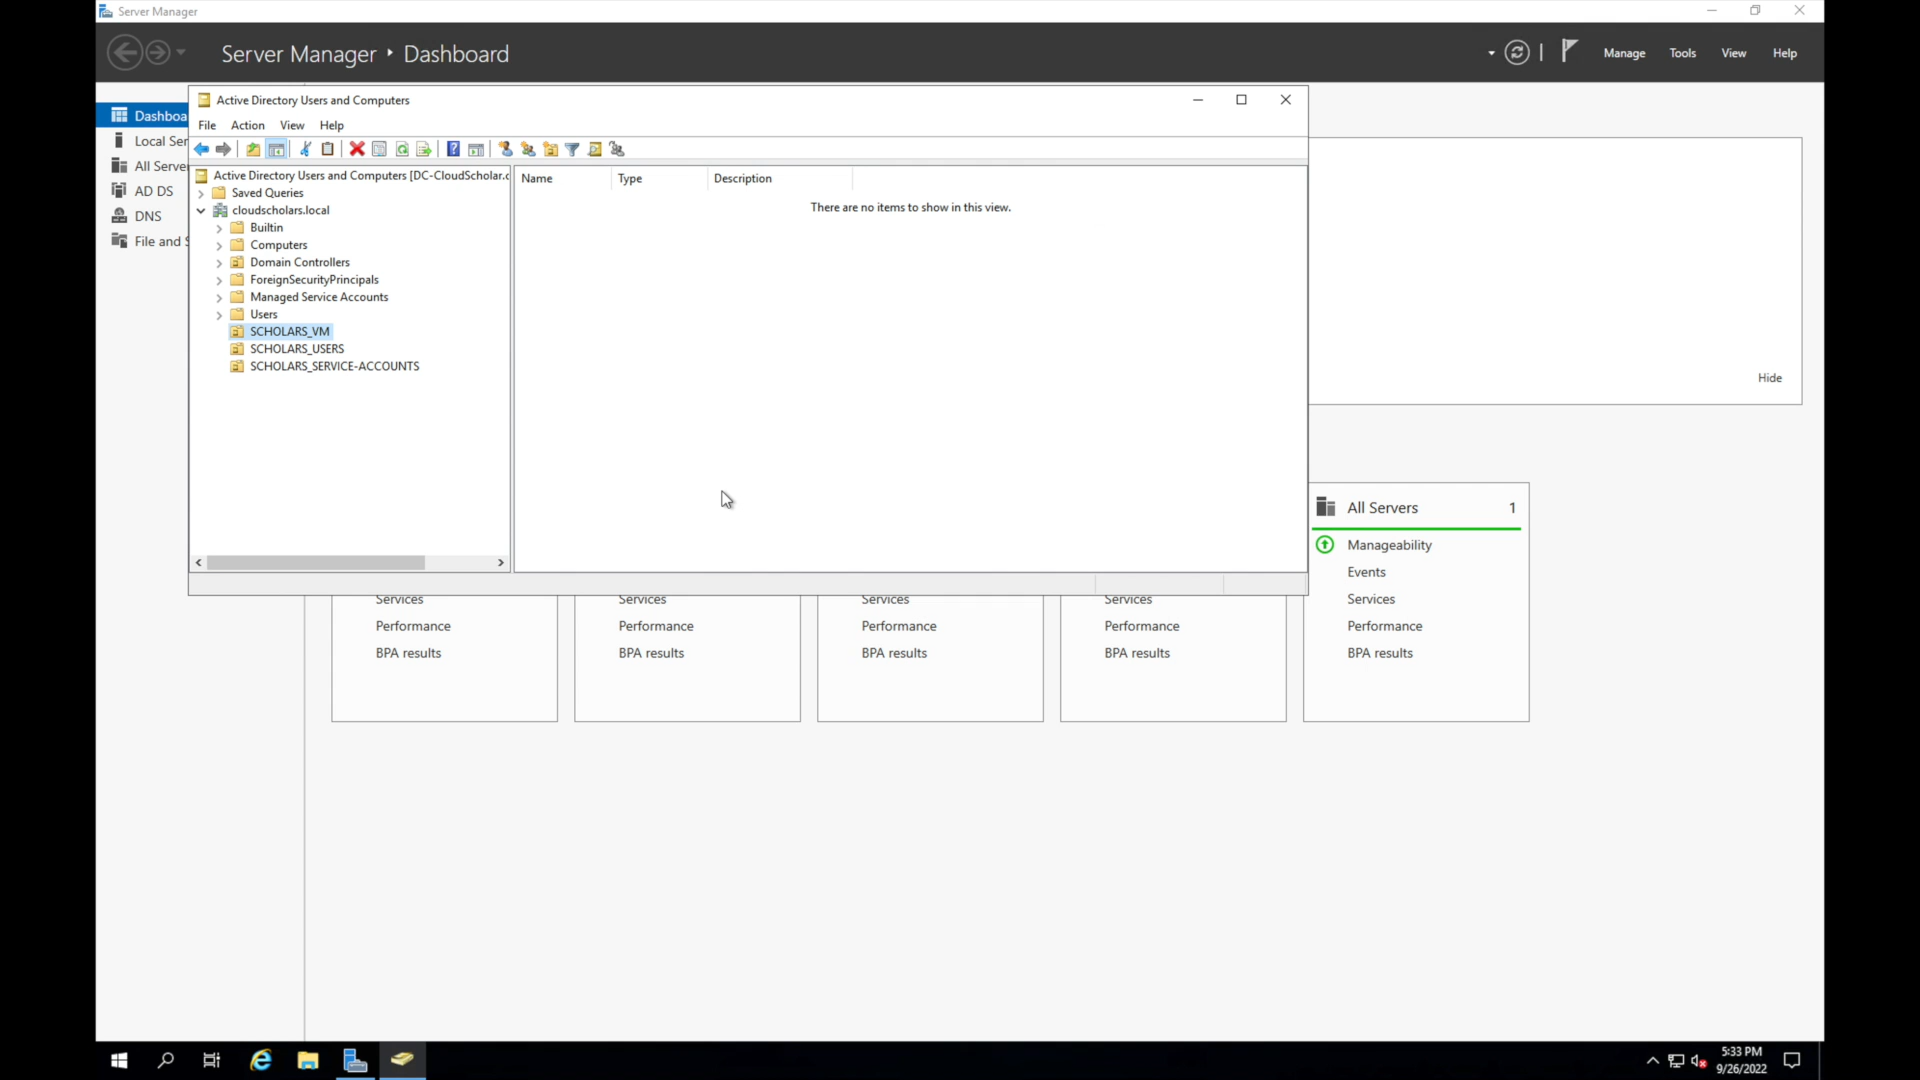 Server Manager
Server Manager ‣ Dashboard
Manage Tools View Help
Active Directory Users and Computers
File Action View Help
Dashboa
Local Ser
All Server
AD DS
DNS
File and S
Active Directory Users and Computers [DC-CloudScholar.c
Saved Queries
cloudscholars.local
Builtin
Computers
Domain Controllers
ForeignSecurityPrincipals
Managed Service Accounts
Users
SCHOLARS_VM
SCHOLARS_USERS
SCHOLARS_SERVICE-ACCOUNTS
Name Type Description
There are no items to show in this view.
Hide
Services
Performance
BPA results
Services
Performance
BPA results
Services
Performance
BPA results
Services
Performance
BPA results
All Servers 1
Manageability
Events
Services
Performance
BPA results
5:33 PM
9/26/2022